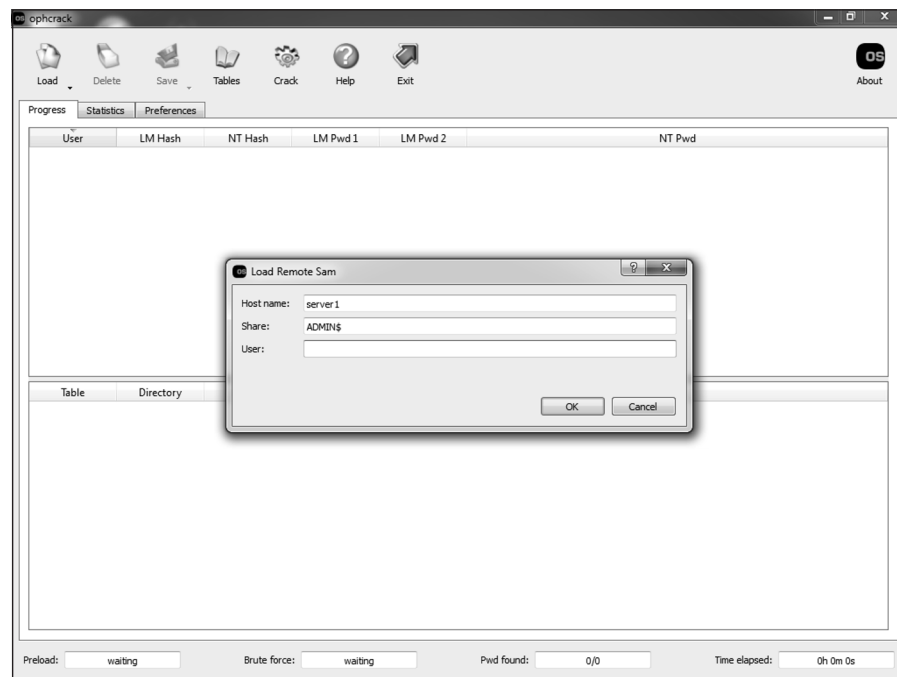 os ophcrack
Load Delete Save Tables Crack Help Exit OS About
Progress Statistics Preferences
User LM Hash NT Hash LM Pwd 1 LM Pwd 2 NT Pwd
os Load Remote Sam
Host name: server1
Share: ADMIN$
User:
OK Cancel
Table Directory
Preload: waiting Brute force: waiting Pwd found: 0/0 Time elapsed: 0h 0m 0s